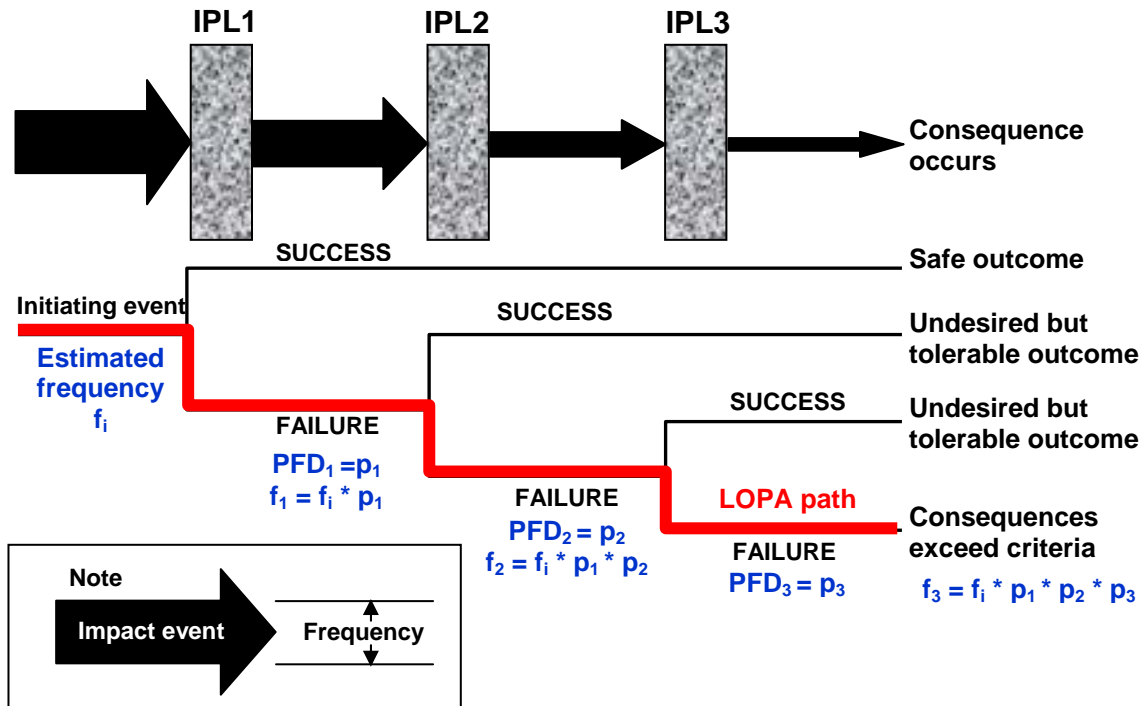 IPL1
IPL2
IPL3
Consequence
occurs
SUCCESS
Safe outcome
Initiating event
SUCCESS
Undesired but
tolerable outcome
Estimated
frequency
fᵢ
FAILURE
PFD₁ =p₁
f₁ = fᵢ * p₁
SUCCESS
Undesired but
tolerable outcome
FAILURE
PFD₂ = p₂
f₂ = fᵢ * p₁ * p₂
LOPA path
FAILURE
PFD₃ = p₃
Consequences
exceed criteria
f₃ = fᵢ * p₁ * p₂ * p₃
Note
Impact event
Frequency